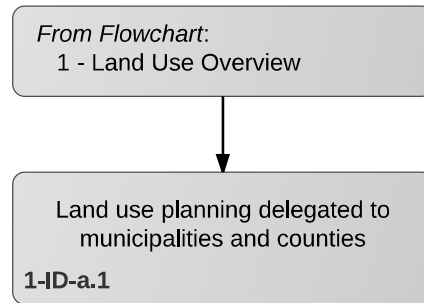 From Flowchart:
1 - Land Use Overview
Land use planning delegated to
municipalities and counties
1-ID-a.1